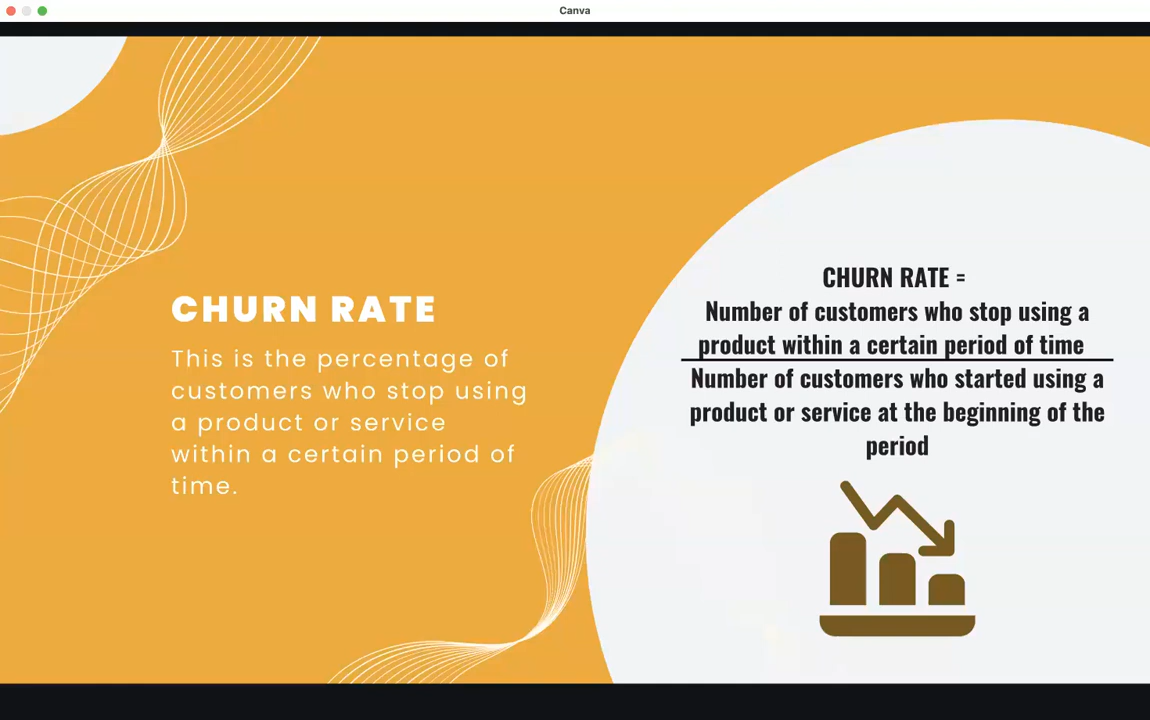 Canva
CHURN RATE
This is the percentage of
customers who stop using
a product or service
within a certain period of
time.
CHURN RATE =
Number of customers who stop using a
product within a certain period of time
Number of customers who started using a
product or service at the beginning of the
period